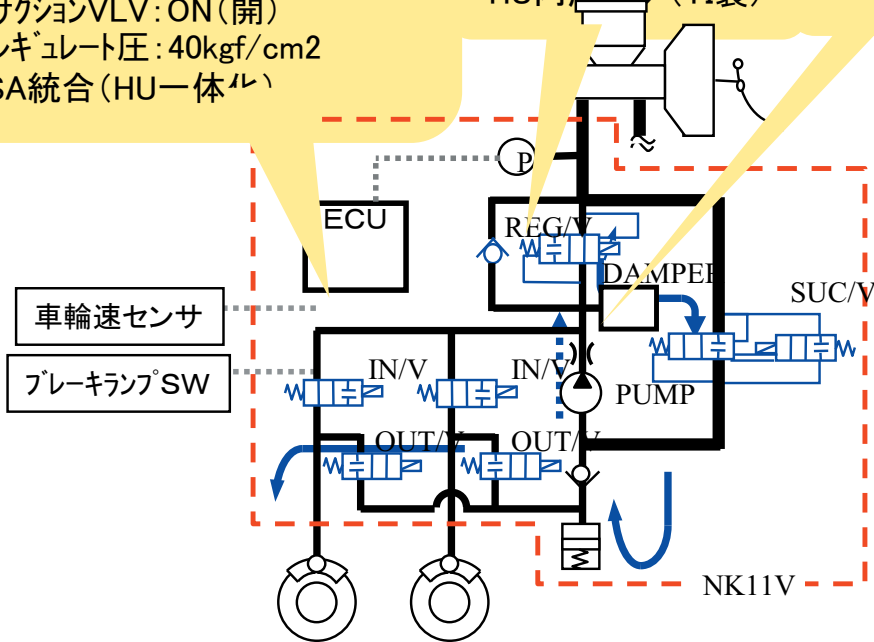 サクションVLV:ON(開)
レギュレート圧:40kgf/cm2
SA統合(HU一体化)
P
ECU
REG/V
DAMPER
SUC/V
車輪速センサ
ブレーキランプSW
IN/V
IN/V
PUMP
OUT/V
OUT/V
NK11V